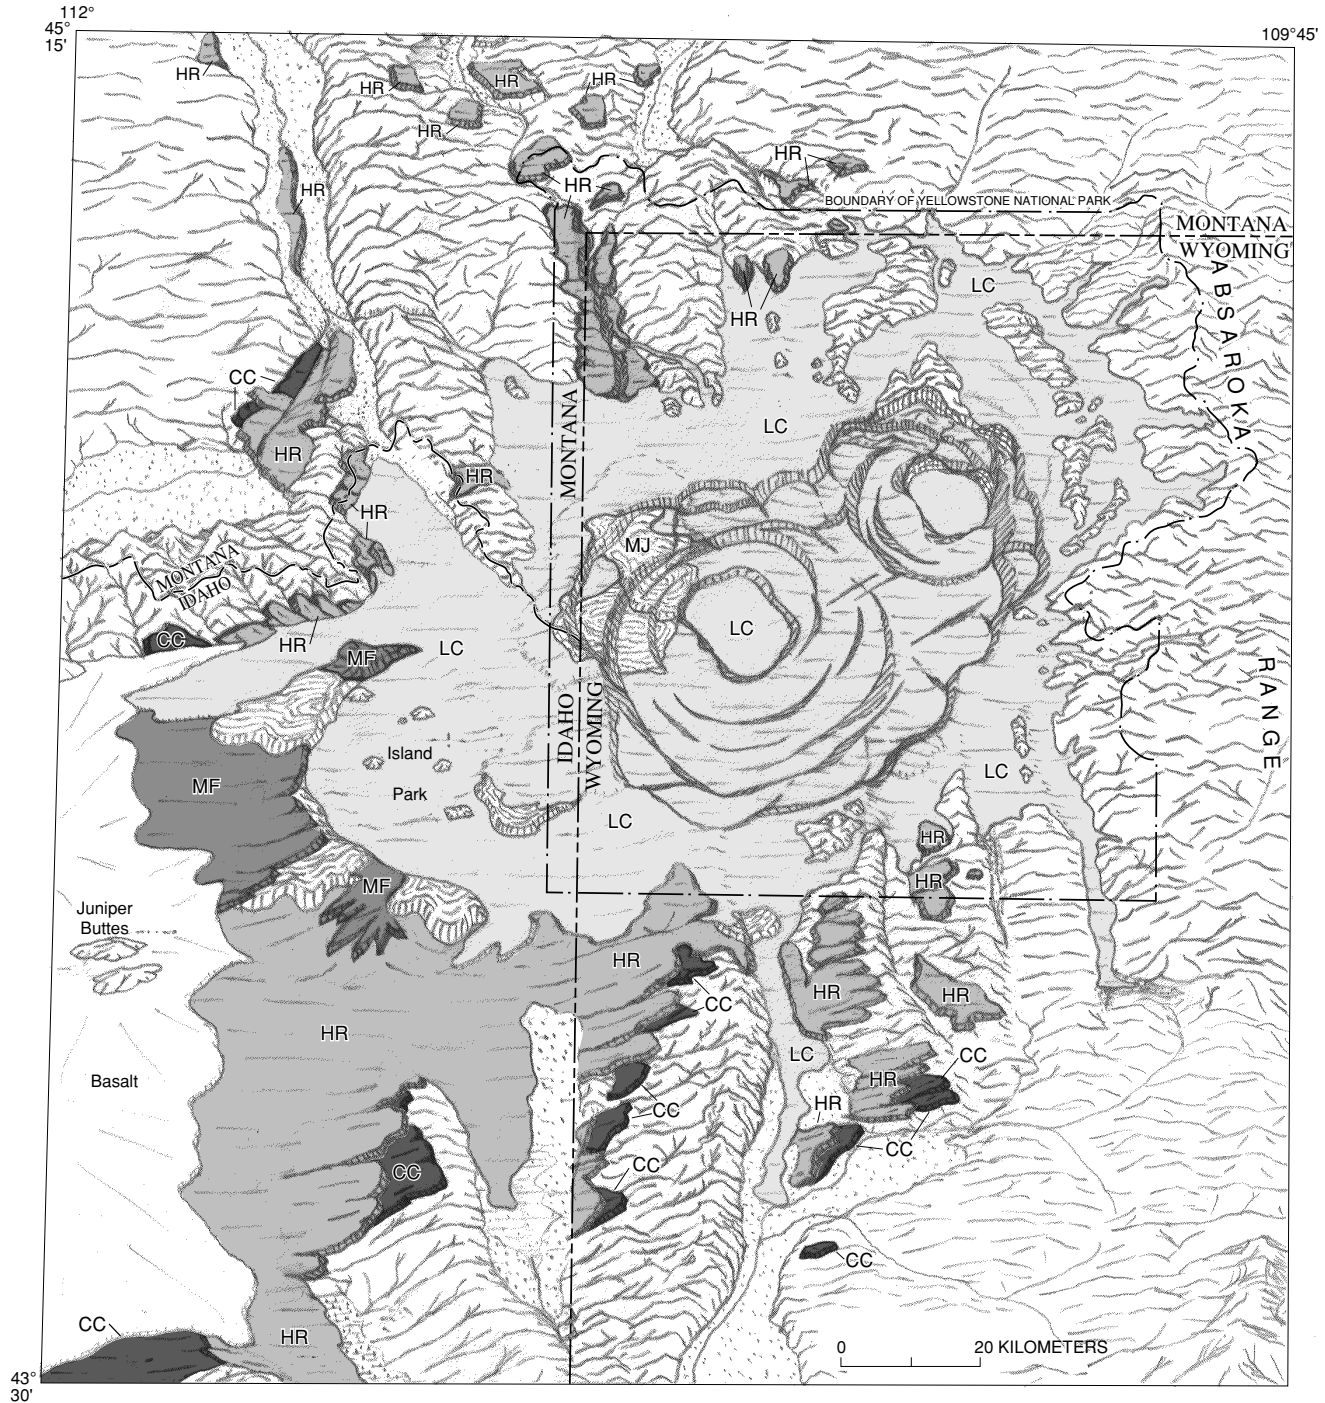 112°
45°
15'
109°45'
HR
HR
HR
HR
HR
HR
HR
HR
HR
BOUNDARY OF YELLOWSTONE NATIONAL PARK
MONTANA
WYOMING
LC
HR
CC
MONTANA
LC
HR
HR
HR
MJ
MONTANA
IDAHO
LC
CC
HR
MF
LC
ABSAROKA
RANGE
IDAHO
WYOMING
Island
Park
MF
LC
LC
HR
HR
MF
Juniper
Buttes
HR
CC
HR
HR
HR
LC
CC
HR
Basalt
HR
CC
CC
CC
CC
CC
HR
CC
0
20 KILOMETERS
43°
30'